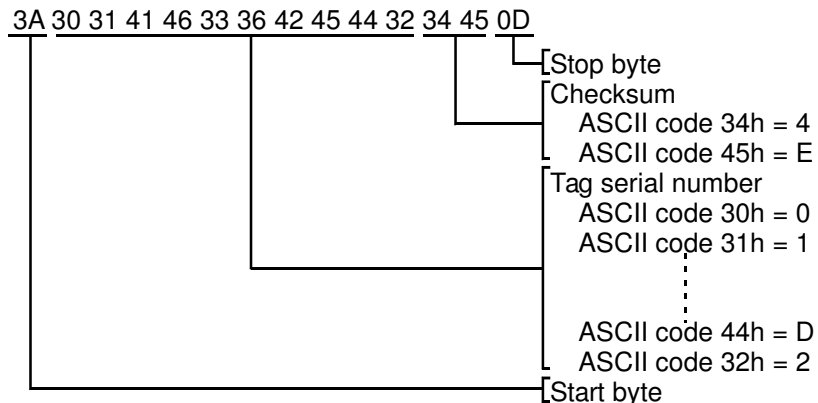 3A 30 31 41 46 33 36 42 45 44 32 34 45 0D
Stop byte
Checksum
ASCII code 34h = 4
ASCII code 45h = E
Tag serial number
ASCII code 30h = 0
ASCII code 31h = 1
ASCII code 44h = D
ASCII code 32h = 2
Start byte